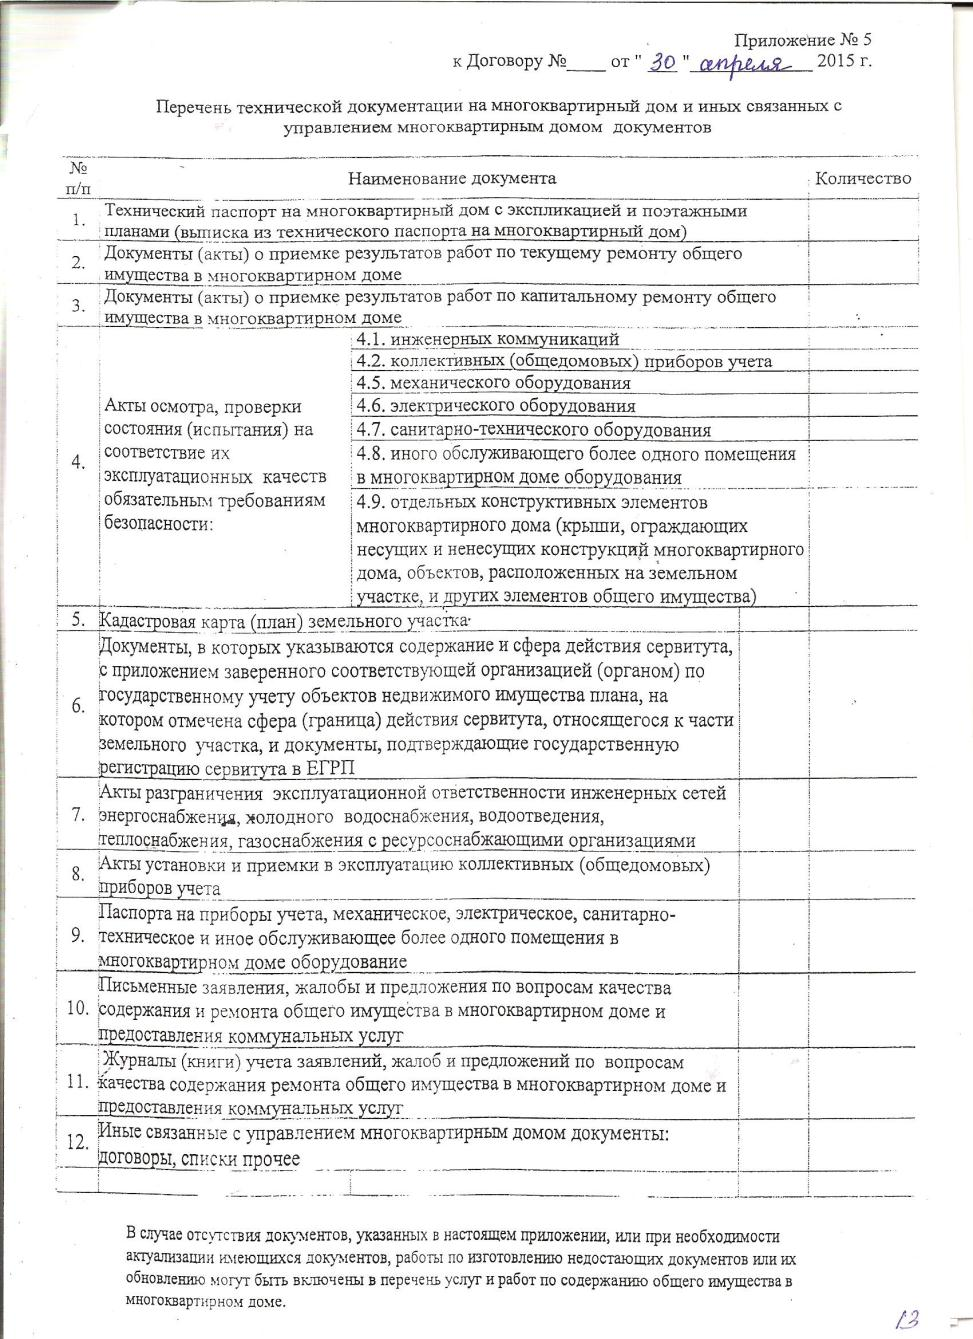 Приложение № 5
к Договору №____ от " 30 " апреля 2015 г.
Перечень технической документации на многоквартирный дом и иных связанных с
управлением многоквартирным домом документов
№
п/п
Наименование документа
Количество
1.
Технический паспорт на многоквартирный дом с экспликацией и поэтажными
планами (выписка из технического паспорта на многоквартирный дом)
2.
Документы (акты) о приемке результатов работ по текущему ремонту общего
имущества в многоквартирном доме
3.
Документы (акты) о приемке результатов работ по капитальному ремонту общего
имущества в многоквартирном доме
4.
Акты осмотра, проверки
состояния (испытания) на
соответствие их
эксплуатационных качеств
обязательным требованиям
безопасности:
4.1. инженерных коммуникаций
4.2. коллективных (общедомовых) приборов учета
4.5. механического оборудования
4.6. электрического оборудования
4.7. санитарно-технического оборудования
4.8. иного обслуживающего более одного помещения
в многоквартирном доме оборудования
4.9. отдельных конструктивных элементов
многоквартирного дома (крыши, ограждающих
несущих и ненесущих конструкций многоквартирного
дома, объектов, расположенных на земельном
участке, и других элементов общего имущества)
5.
Кадастровая карта (план) земельного участка
6.
Документы, в которых указываются содержание и сфера действия сервитута,
с приложением заверенного соответствующей организацией (органом) по
государственному учету объектов недвижимого имущества плана, на
котором отмечена сфера (граница) действия сервитута, относящегося к части
земельного участка, и документы, подтверждающие государственную
регистрацию сервитута в ЕГРП
7.
Акты разграничения эксплуатационной ответственности инженерных сетей
энергоснабжения, холодного водоснабжения, водоотведения,
теплоснабжения, газоснабжения с ресурсоснабжающими организациями
8.
Акты установки и приемки в эксплуатацию коллективных (общедомовых)
приборов учета
9.
Паспорта на приборы учета, механическое, электрическое, санитарно-
техническое и иное обслуживающее более одного помещения в
многоквартирном доме оборудование
10.
Письменные заявления, жалобы и предложения по вопросам качества
содержания и ремонта общего имущества в многоквартирном доме и
предоставления коммунальных услуг
11.
Журналы (книги) учета заявлений, жалоб и предложений по вопросам
качества содержания ремонта общего имущества в многоквартирном доме и
предоставления коммунальных услуг
12.
Иные связанные с управлением многоквартирным домом документы:
договоры, списки прочее
В случае отсутствия документов, указанных в настоящем приложении, или при необходимости
актуализации имеющихся документов, работы по изготовлению недостающих документов или их
обновлению могут быть включены в перечень услуг и работ по содержанию общего имущества в
многоквартирном доме.
13